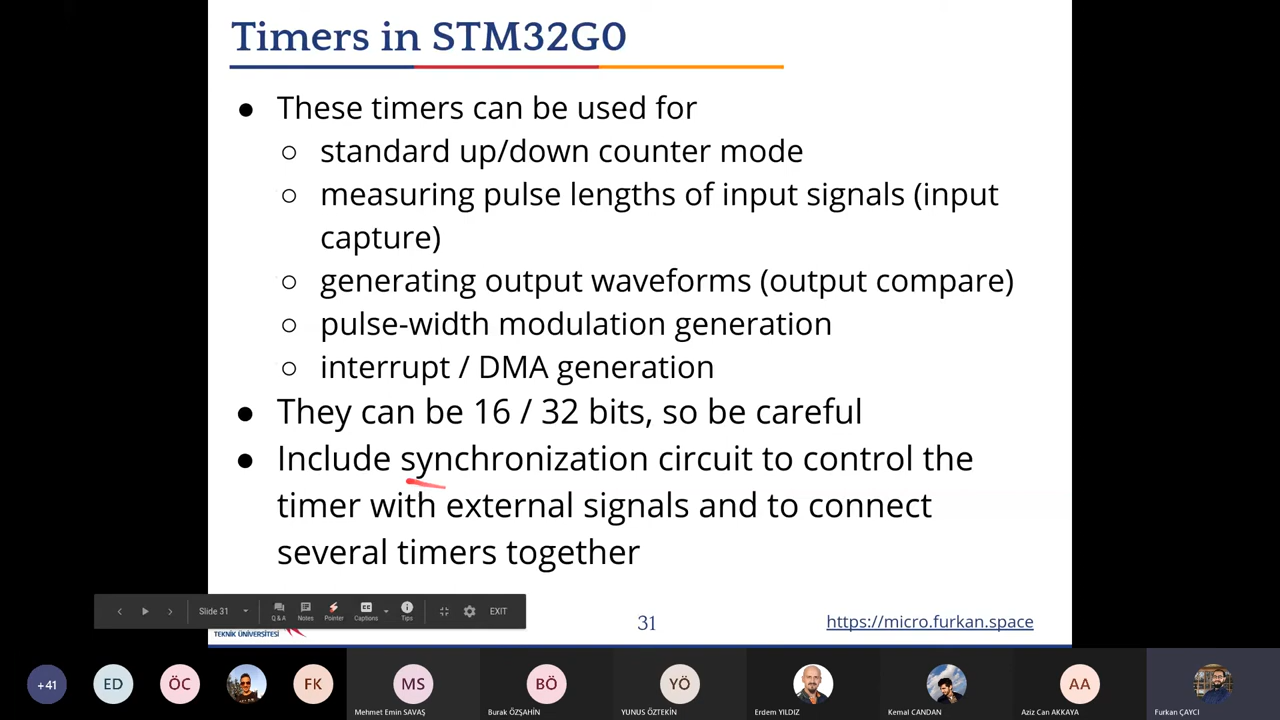 Timers in STM32G0
● These timers can be used for
○ standard up/down counter mode
○ measuring pulse lengths of input signals (input
capture)
○ generating output waveforms (output compare)
○ pulse-width modulation generation
○ interrupt / DMA generation
● They can be 16 / 32 bits, so be careful
● Include synchronization circuit to control the
timer with external signals and to connect
several timers together
Slide 31
Q & A
Notes
Pointer
Captions
Tips
EXIT
TEKNİK ÜNİVERSİTESİ
31
https://micro.furkan.space
+41
ED
ÖC
FK
MS
BÖ
YÖ
AA
Mehmet Emin SAVAŞ
Burak ÖZŞAHİN
YUNUS ÖZTEKİN
Erdem YILDIZ
Kemal CANDAN
Aziz Can AKKAYA
Furkan ÇAYCI